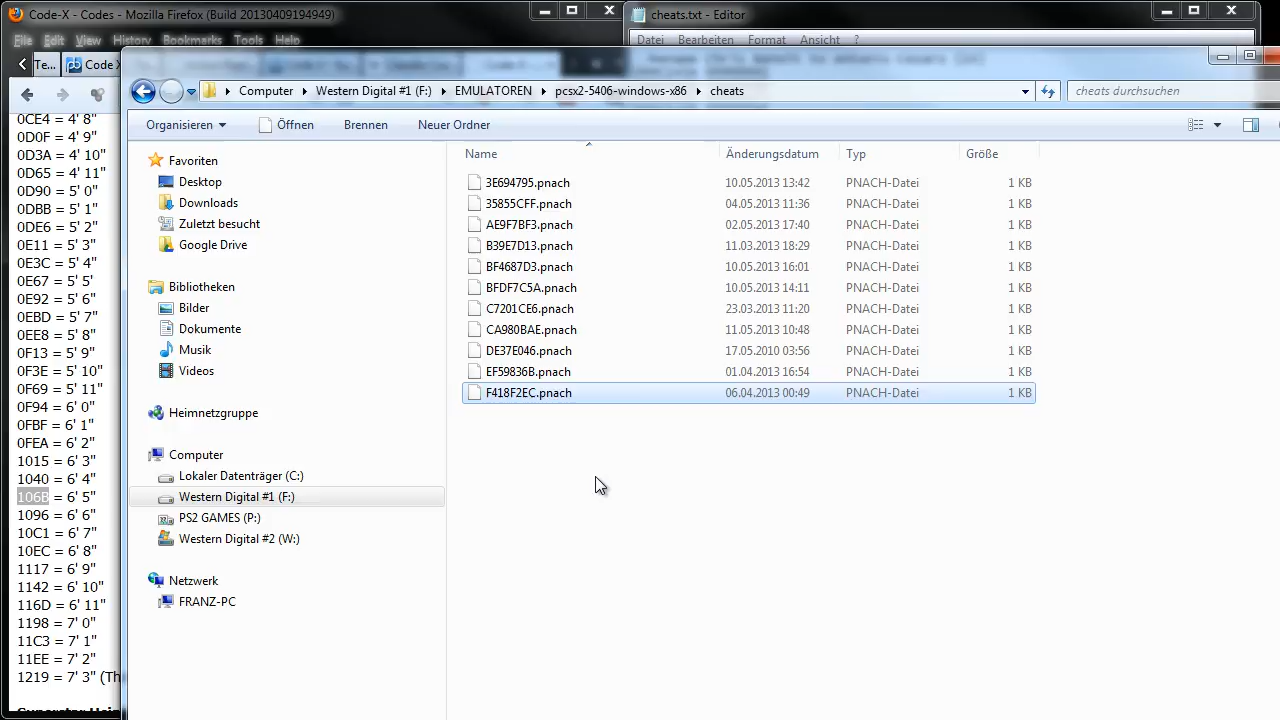 Code-X - Codes - Mozilla Firefox (Build 20130409194949)
cheats.txt - Editor
File Edit View History Bookmarks Tools Help
Datei Bearbeiten Format Ansicht ?
Te...
Code X
Computer Western Digital #1 (F:) EMULATOREN pcsx2-5406-windows-x86 cheats
cheats durchsuchen
Organisieren Öffnen Brennen Neuer Ordner
Name Änderungsdatum Typ Größe
3E694795.pnach 10.05.2013 13:42 PNACH-Datei 1 KB
35855CFF.pnach 04.05.2013 11:36 PNACH-Datei 1 KB
AE9F7BF3.pnach 02.05.2013 17:40 PNACH-Datei 1 KB
B39E7D13.pnach 11.03.2013 18:29 PNACH-Datei 1 KB
BF4687D3.pnach 10.05.2013 16:01 PNACH-Datei 1 KB
BFDF7C5A.pnach 10.05.2013 14:11 PNACH-Datei 1 KB
C7201CE6.pnach 23.03.2013 11:20 PNACH-Datei 1 KB
CA980BAE.pnach 11.05.2013 10:48 PNACH-Datei 1 KB
DE37E046.pnach 17.05.2010 03:56 PNACH-Datei 1 KB
EF59836B.pnach 01.04.2013 16:54 PNACH-Datei 1 KB
F418F2EC.pnach 06.04.2013 00:49 PNACH-Datei 1 KB
Favoriten
Desktop
Downloads
Zuletzt besucht
Google Drive
Bibliotheken
Bilder
Dokumente
Musik
Videos
Heimnetzgruppe
Computer
Lokaler Datenträger (C:)
Western Digital #1 (F:)
PS2 GAMES (P:)
Western Digital #2 (W:)
Netzwerk
FRANZ-PC
0CE4 = 4' 8"
0D0F = 4' 9"
0D3A = 4' 10"
0D65 = 4' 11"
0D90 = 5' 0"
0DBB = 5' 1"
0DE6 = 5' 2"
0E11 = 5' 3"
0E3C = 5' 4"
0E67 = 5' 5'
0E92 = 5' 6"
0EBD = 5' 7"
0EE8 = 5' 8"
0F13 = 5' 9"
0F3E = 5' 10"
0F69 = 5' 11"
0F94 = 6' 0"
0FBF = 6' 1"
0FEA = 6' 2"
1015 = 6' 3"
1040 = 6' 4"
106B = 6' 5"
1096 = 6' 6"
10C1 = 6' 7"
10EC = 6' 8"
1117 = 6' 9"
1142 = 6' 10"
116D = 6' 11"
1198 = 7' 0"
11C3 = 7' 1"
11EE = 7' 2"
1219 = 7' 3" (Th